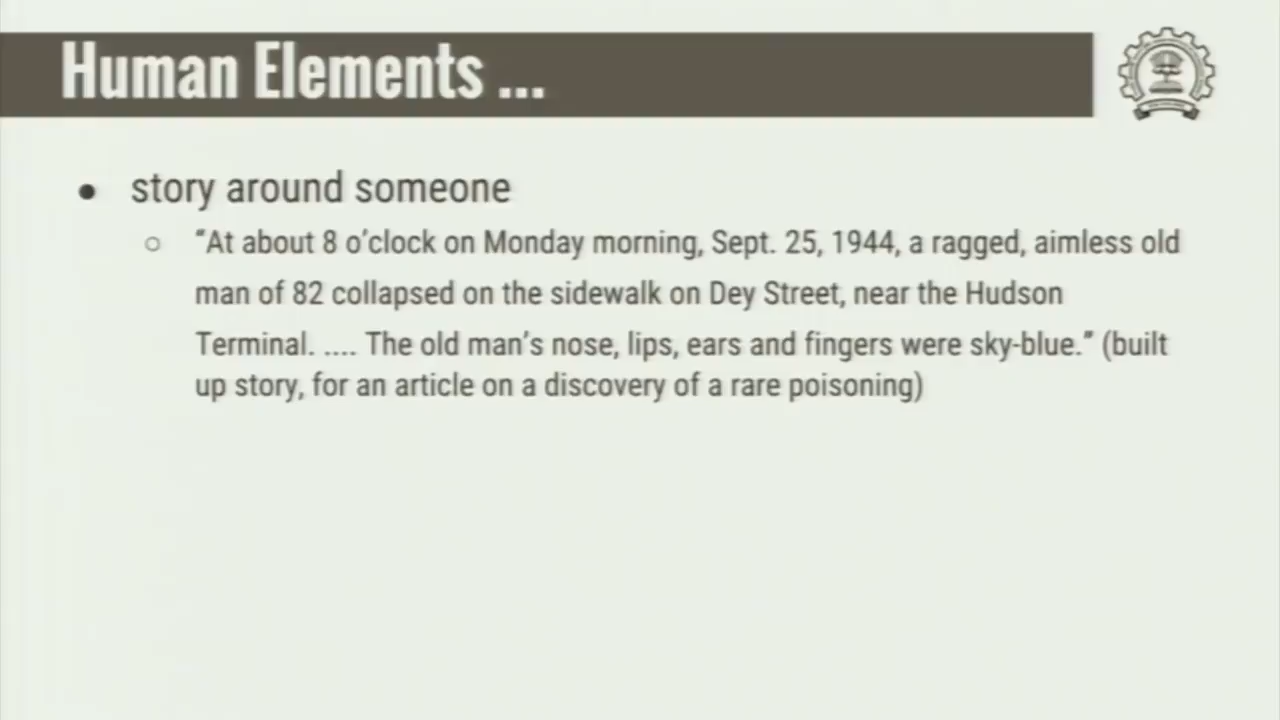 Human Elements ...
● story around someone
○ “At about 8 o’clock on Monday morning, Sept. 25, 1944, a ragged, aimless old
man of 82 collapsed on the sidewalk on Dey Street, near the Hudson
Terminal. .... The old man’s nose, lips, ears and fingers were sky-blue.” (built
up story, for an article on a discovery of a rare poisoning)